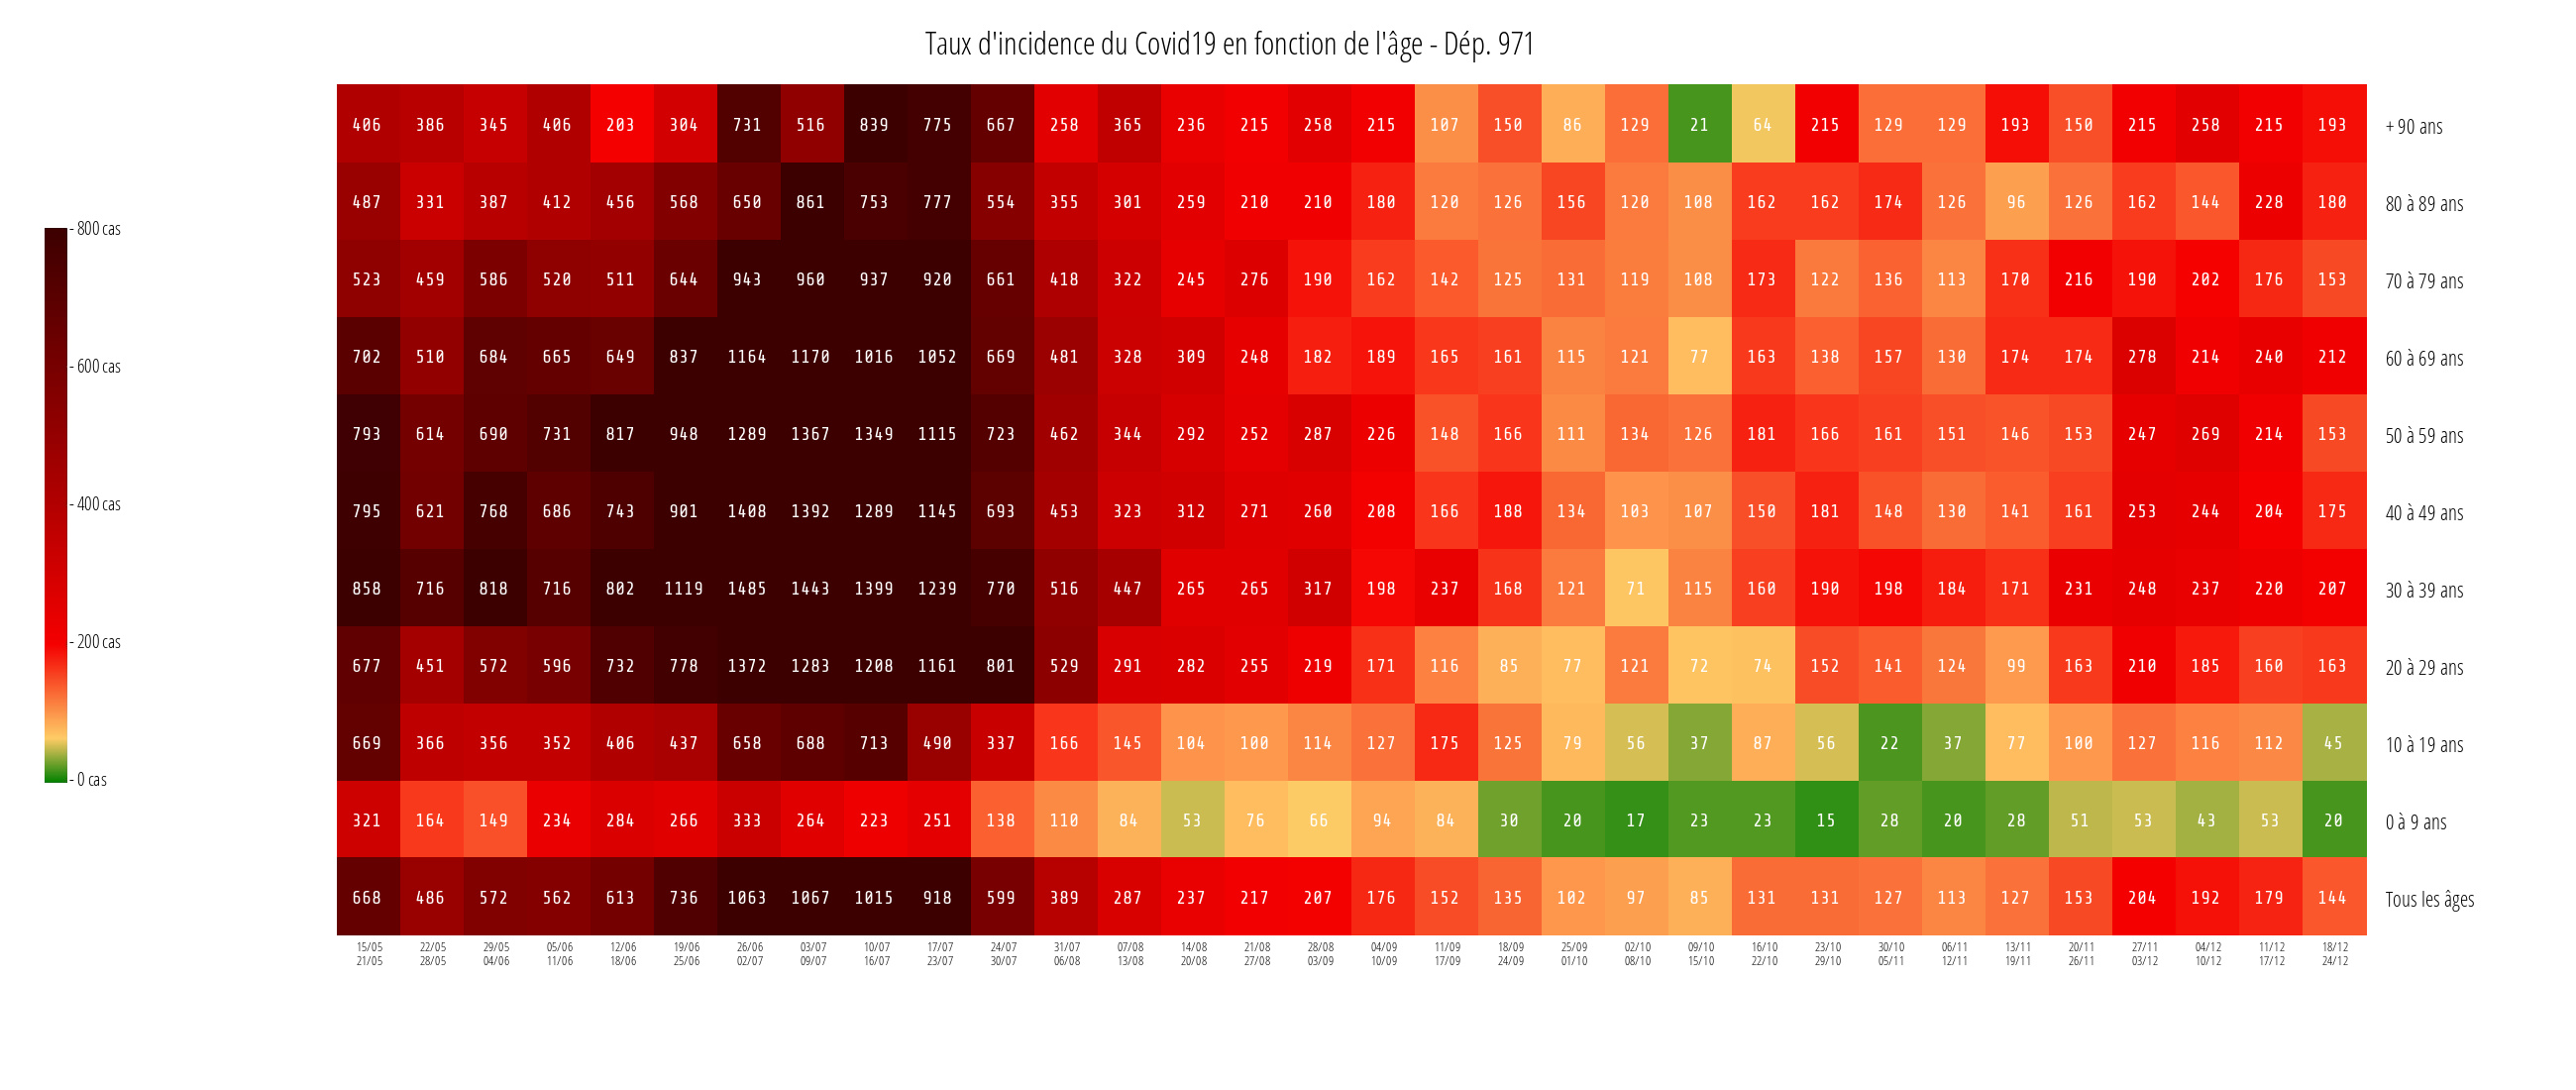 Taux d'incidence du Covid19 en fonction de l'âge - Dép. 971
406 386 345 406 203 304 731 516 839 775 667 258 365 236 215 258 215 107 150 86 129 21 64 215 129 129 193 150 215 258 215 193 + 90 ans
487 331 387 412 456 568 650 861 753 777 554 355 301 259 210 210 180 120 126 156 120 108 162 162 174 126 96 126 162 144 228 180 80 à 89 ans
523 459 586 520 511 644 943 960 937 920 661 418 322 245 276 190 162 142 125 131 119 108 173 122 136 113 170 216 190 202 176 153 70 à 79 ans
702 510 684 665 649 837 1164 1170 1016 1052 669 481 328 309 248 182 189 165 161 115 121 77 163 138 157 130 174 174 278 214 240 212 60 à 69 ans
793 614 690 731 817 948 1289 1367 1349 1115 723 462 344 292 252 287 226 148 166 111 134 126 181 166 161 151 146 153 247 269 214 153 50 à 59 ans
795 621 768 686 743 901 1408 1392 1289 1145 693 453 323 312 271 260 208 166 188 134 103 107 150 181 148 130 141 161 253 244 204 175 40 à 49 ans
858 716 818 716 802 1119 1485 1443 1399 1239 770 516 447 265 265 317 198 237 168 121 71 115 160 190 198 184 171 231 248 237 220 207 30 à 39 ans
677 451 572 596 732 778 1372 1283 1208 1161 801 529 291 282 255 219 171 116 85 77 121 72 74 152 141 124 99 163 210 185 160 163 20 à 29 ans
669 366 356 352 406 437 658 688 713 490 337 166 145 104 100 114 127 175 125 79 56 37 87 56 22 37 77 100 127 116 112 45 10 à 19 ans
321 164 149 234 284 266 333 264 223 251 138 110 84 53 76 66 94 84 30 20 17 23 23 15 28 20 28 51 53 43 53 20 0 à 9 ans
668 486 572 562 613 736 1063 1067 1015 918 599 389 287 237 217 207 176 152 135 102 97 85 131 131 127 113 127 153 204 192 179 144 Tous les âges
15/05 22/05 29/05 05/06 12/06 19/06 26/06 03/07 10/07 17/07 24/07 31/07 07/08 14/08 21/08 28/08 04/09 11/09 18/09 25/09 02/10 09/10 16/10 23/10 30/10 06/11 13/11 20/11 27/11 04/12 11/12 18/12
21/05 28/05 04/06 11/06 18/06 25/06 02/07 09/07 16/07 23/07 30/07 06/08 13/08 20/08 27/08 03/09 10/09 17/09 24/09 01/10 08/10 15/10 22/10 29/10 05/11 12/11 19/11 26/11 03/12 10/12 17/12 24/12
- 800 cas
- 600 cas
- 400 cas
- 200 cas
- 0 cas